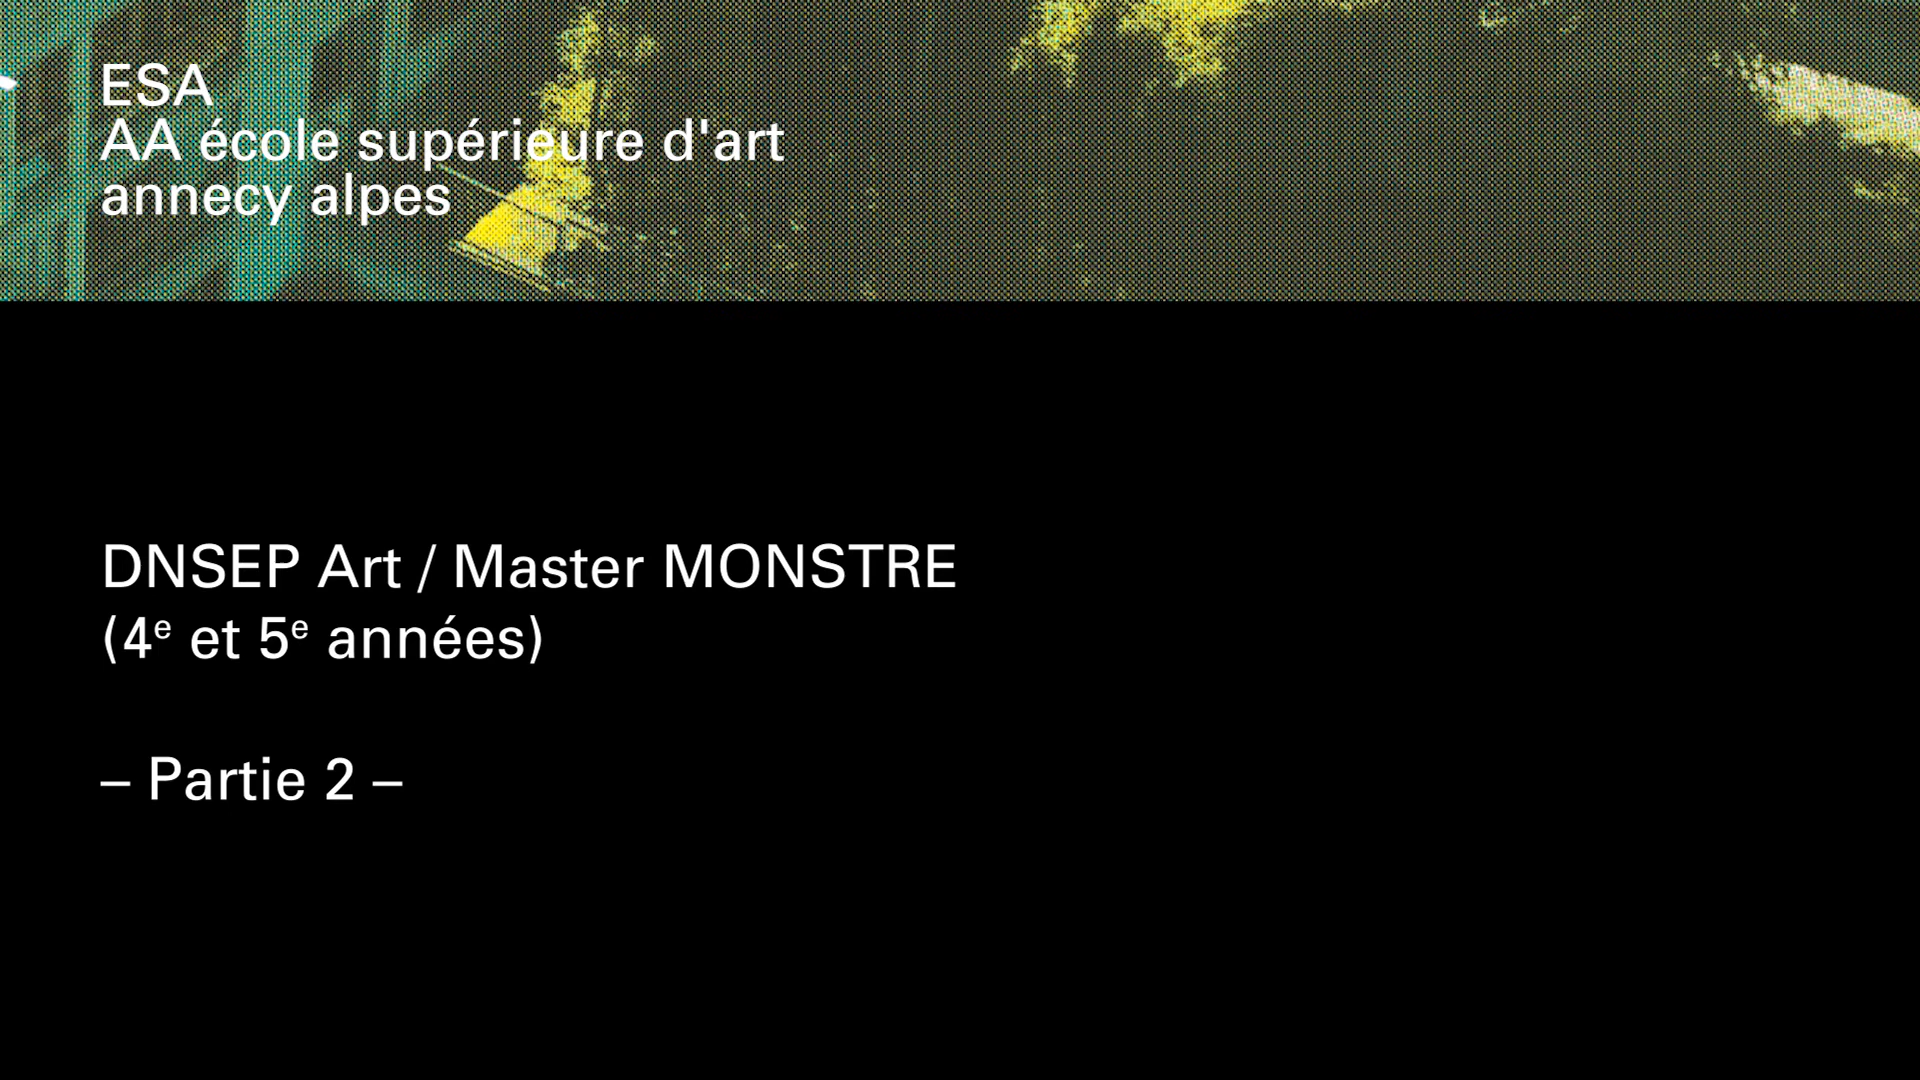 ESA
AA école supérieure d'art
annecy alpes
DNSEP Art / Master MONSTRE
(4ᵉ et 5ᵉ années)
– Partie 2 –